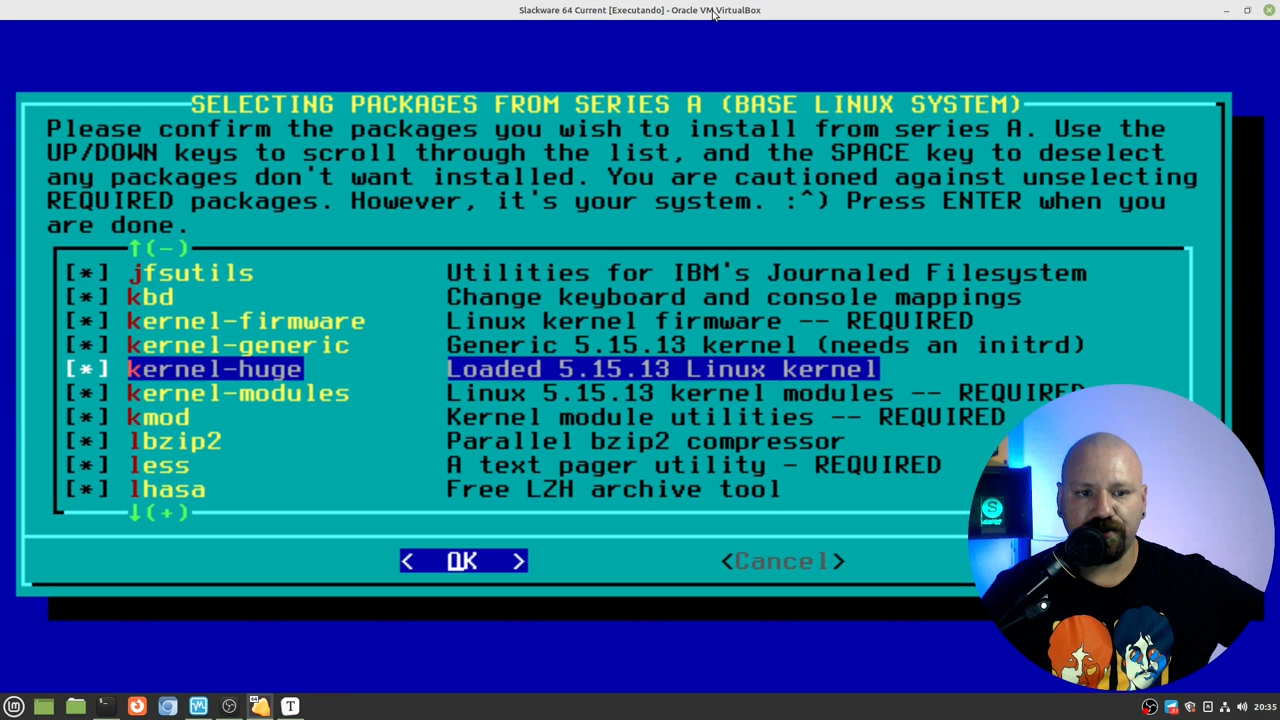 Slackware 64 Current [Executando] - Oracle VM VirtualBox
SELECTING PACKAGES FROM SERIES A (BASE LINUX SYSTEM)
Please confirm the packages you wish to install from series A. Use the
UP/DOWN keys to scroll through the list, and the SPACE key to deselect
any packages don't want installed. You are cautioned against unselecting
REQUIRED packages. However, it's your system. :^) Press ENTER when you
are done.
↑(-)
[*] jfsutils Utilities for IBM's Journaled Filesystem
[*] kbd Change keyboard and console mappings
[*] kernel-firmware Linux kernel firmware -- REQUIRED
[*] kernel-generic Generic 5.15.13 kernel (needs an initrd)
[*] kernel-huge Loaded 5.15.13 Linux kernel
[*] kernel-modules Linux 5.15.13 kernel modules -- REQUIRED
[*] kmod Kernel module utilities -- REQUIRED
[*] lbzip2 Parallel bzip2 compressor
[*] less A text pager utility - REQUIRED
[*] lhasa Free LZH archive tool
↓(+)
< OK > <Cancel>
20:35